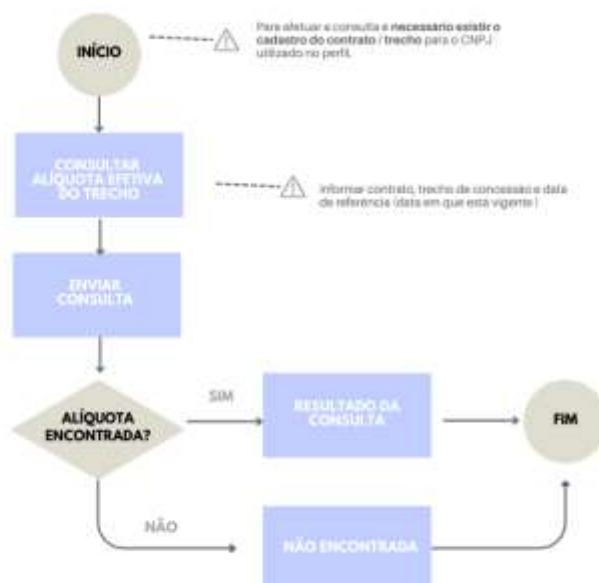 INÍCIO
Para efetuar a consulta é necessário existir o
cadastro do contrato / trecho para o CNPJ
utilizado no perfil.
CONSULTAR
ALÍQUOTA EFETIVA
DO TRECHO
Informar contrato, trecho de concessão e data
de referência (data em que está vigente )
ENVIAR
CONSULTA
ALÍQUOTA
ENCONTRADA?
SIM
RESULTADO DA
CONSULTA
FIM
NÃO
NÃO ENCONTRADA